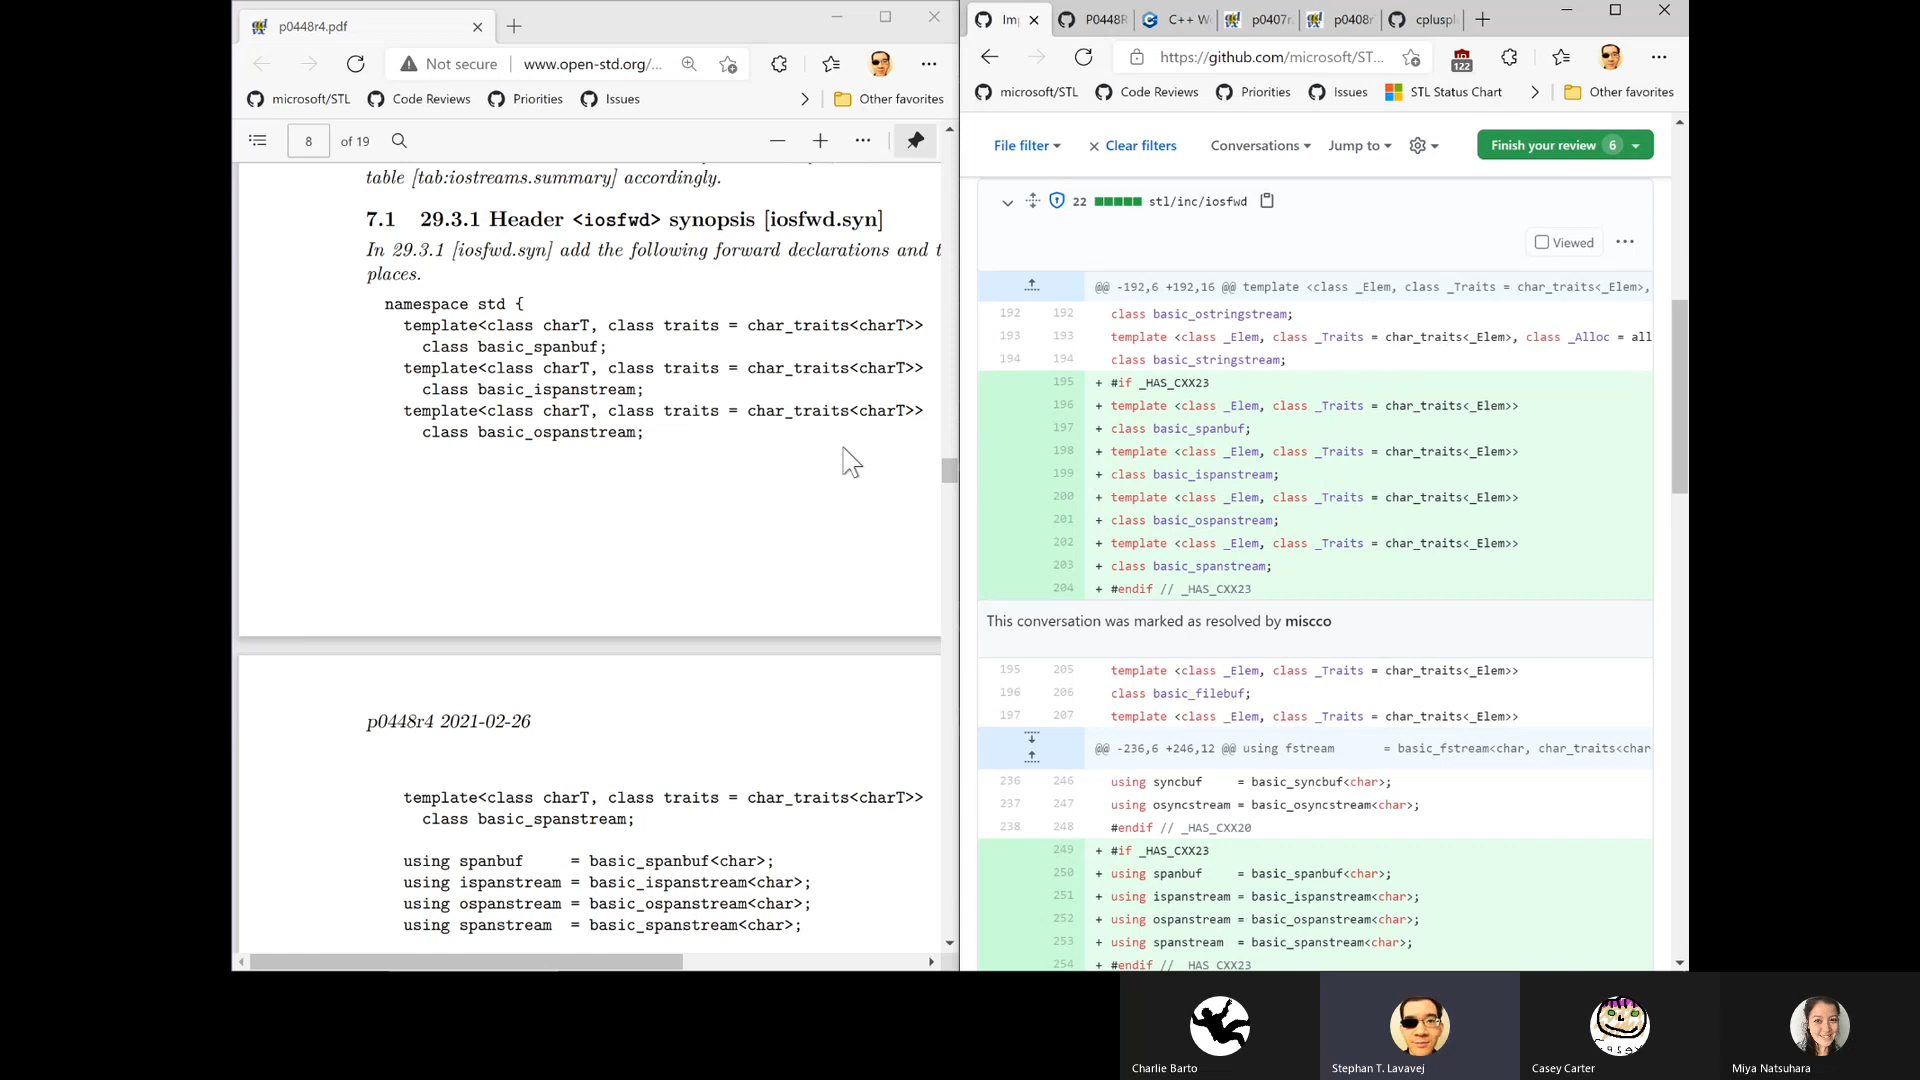 p0448r4.pdf
Not secure
www.open-std.org/...
microsoft/STL
Code Reviews
Priorities
Issues
Other favorites
8
of 19
table [tab:iostreams.summary] accordingly.
7.1 29.3.1 Header <iosfwd> synopsis [iosfwd.syn]
In 29.3.1 [iosfwd.syn] add the following forward declarations and t
places.
namespace std {
template<class charT, class traits = char_traits<charT>>
class basic_spanbuf;
template<class charT, class traits = char_traits<charT>>
class basic_ispanstream;
template<class charT, class traits = char_traits<charT>>
class basic_ospanstream;
p0448r4 2021-02-26
template<class charT, class traits = char_traits<charT>>
class basic_spanstream;
using spanbuf = basic_spanbuf<char>;
using ispanstream = basic_ispanstream<char>;
using ospanstream = basic_ospanstream<char>;
using spanstream = basic_spanstream<char>;
Im
P0448R
C++ W
p0407r
p0408r
cplusp
https://github.com/microsoft/ST...
122
microsoft/STL
Code Reviews
Priorities
Issues
STL Status Chart
Other favorites
File filter
Clear filters
Conversations
Jump to
Finish your review 6
22 stl/inc/iosfwd
Viewed
@@ -192,6 +192,16 @@ template <class _Elem, class _Traits = char_traits<_Elem>,
192 192 class basic_ostringstream;
193 193 template <class _Elem, class _Traits = char_traits<_Elem>, class _Alloc = all
194 194 class basic_stringstream;
195 + #if _HAS_CXX23
196 + template <class _Elem, class _Traits = char_traits<_Elem>>
197 + class basic_spanbuf;
198 + template <class _Elem, class _Traits = char_traits<_Elem>>
199 + class basic_ispanstream;
200 + template <class _Elem, class _Traits = char_traits<_Elem>>
201 + class basic_ospanstream;
202 + template <class _Elem, class _Traits = char_traits<_Elem>>
203 + class basic_spanstream;
204 + #endif // _HAS_CXX23
This conversation was marked as resolved by miscco
195 205 template <class _Elem, class _Traits = char_traits<_Elem>>
196 206 class basic_filebuf;
197 207 template <class _Elem, class _Traits = char_traits<_Elem>>
@@ -236,6 +246,12 @@ using fstream = basic_fstream<char, char_traits<char
236 246 using syncbuf = basic_syncbuf<char>;
237 247 using osyncstream = basic_osyncstream<char>;
238 248 #endif // _HAS_CXX20
249 + #if _HAS_CXX23
250 + using spanbuf = basic_spanbuf<char>;
251 + using ispanstream = basic_ispanstream<char>;
252 + using ospanstream = basic_ospanstream<char>;
253 + using spanstream = basic_spanstream<char>;
254 + #endif // _HAS_CXX23
Charlie Barto
Stephan T. Lavavej
Casey Carter
Miya Natsuhara